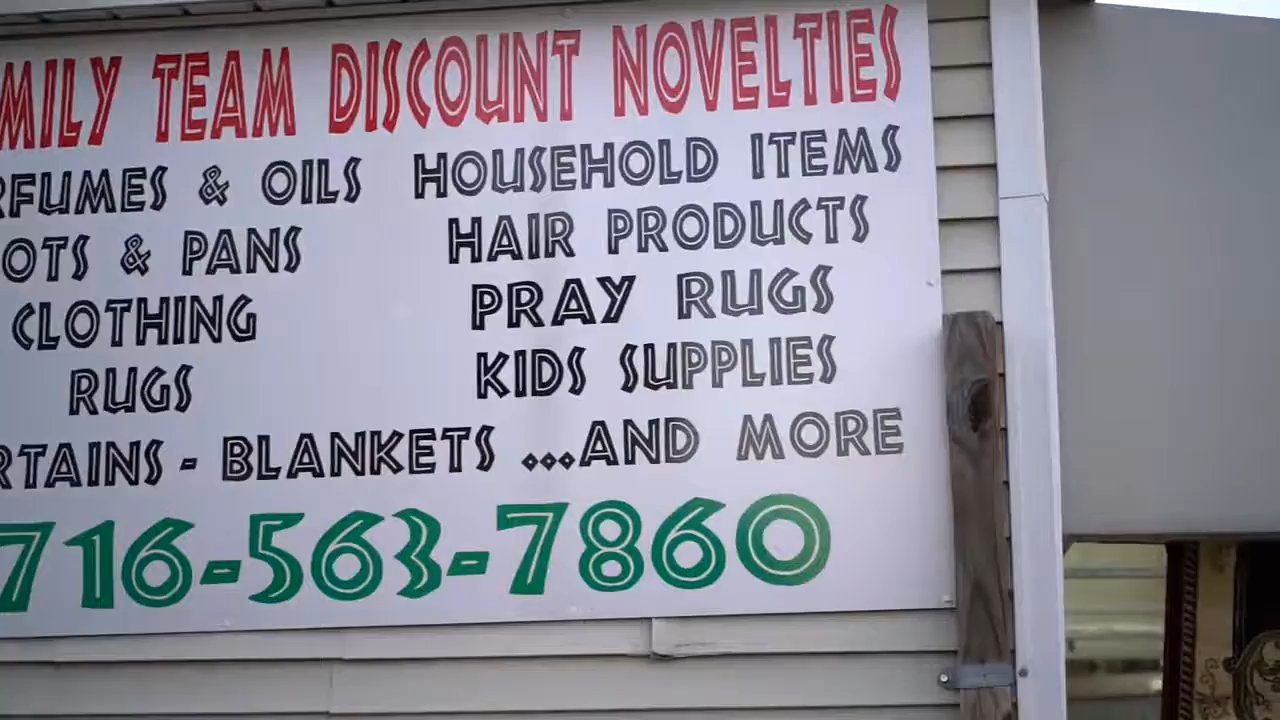 MILY TEAM DISCOUNT NOVELTIES
RFUMES & OILS HOUSEHOLD ITEMS
OTS & PANS HAIR PRODUCTS
CLOTHING PRAY RUGS
RUGS KIDS SUPPLIES
RTAINS - BLANKETS ...AND MORE
716-563-7860